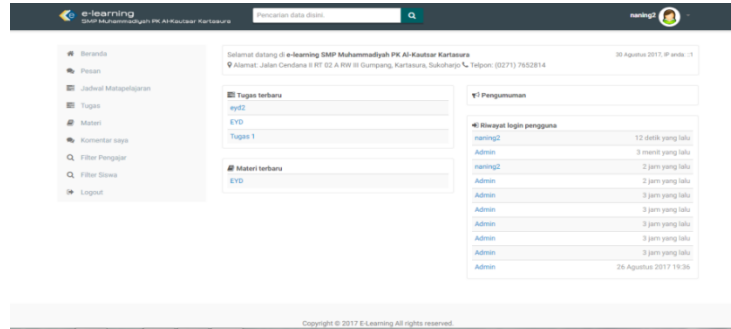 e-learning
SMP Muhammadiyah PK Al-Kautsar Kartasura
Pencarian data disini.
naning2
Beranda
Pesan
Jadwal Matapelajaran
Tugas
Materi
Komentar saya
Filter Pengajar
Filter Siswa
Logout
Selamat datang di e-learning SMP Muhammadiyah PK Al-Kautsar Kartasura
30 Agustus 2017, IP anda ::1
Alamat: Jalan Cendana II RT 02 A RW III Gumpang, Kartasura, Sukoharjo Telpon: (0271) 7652814
Tugas terbaru
eyd2
EYD
Tugas 1
Materi terbaru
EYD
Pengumuman
Riwayat login pengguna
naning2 12 detik yang lalu
Admin 3 menit yang lalu
naning2 2 jam yang lalu
Admin 2 jam yang lalu
Admin 3 jam yang lalu
Admin 3 jam yang lalu
Admin 3 jam yang lalu
Admin 3 jam yang lalu
Admin 26 Agustus 2017 19:36
Copyright © 2017 E-Learning All rights reserved.